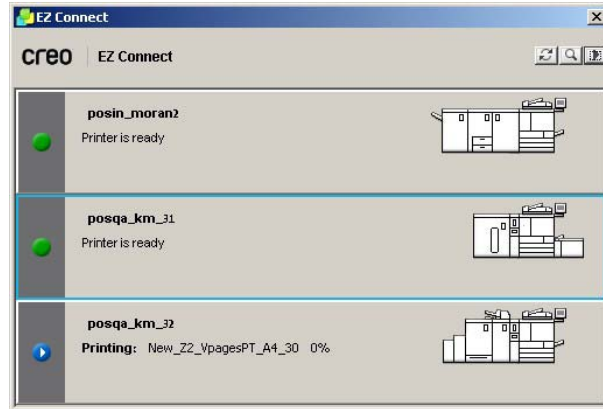 EZ Connect
creo EZ Connect
posin_moran2
Printer is ready
posqa_km_31
Printer is ready
posqa_km_32
Printing: New_Z2_VpagesPT_A4_30 0%